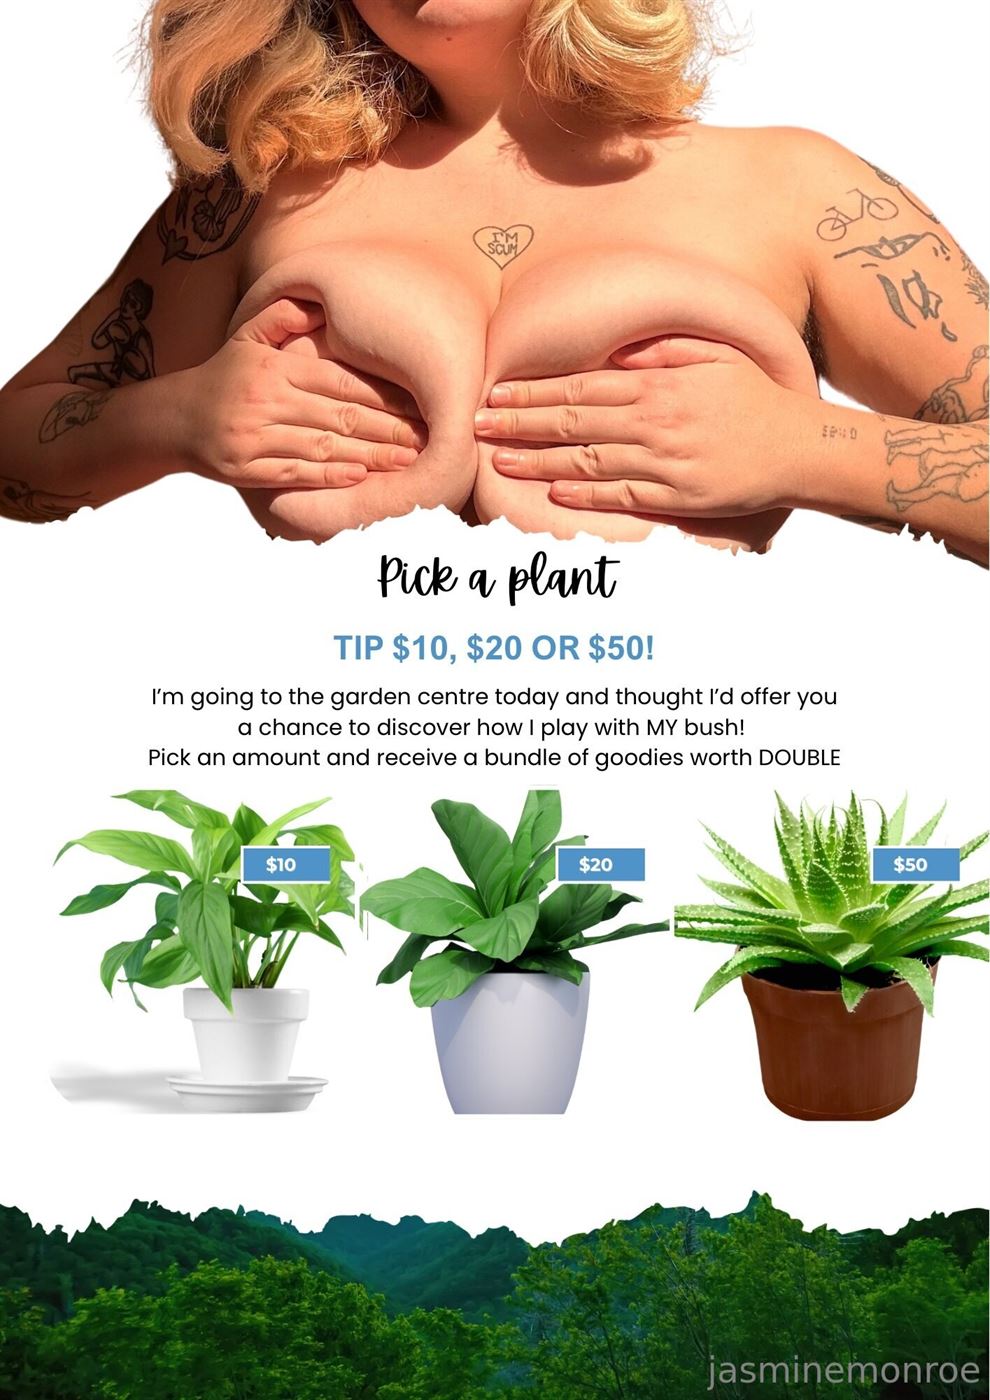 I'M
SCUM
Pick a plant
TIP $10, $20 OR $50!
I'm going to the garden centre today and thought I'd offer you
a chance to discover how I play with MY bush!
Pick an amount and receive a bundle of goodies worth DOUBLE
$10
$20
$50
jasminemonroe